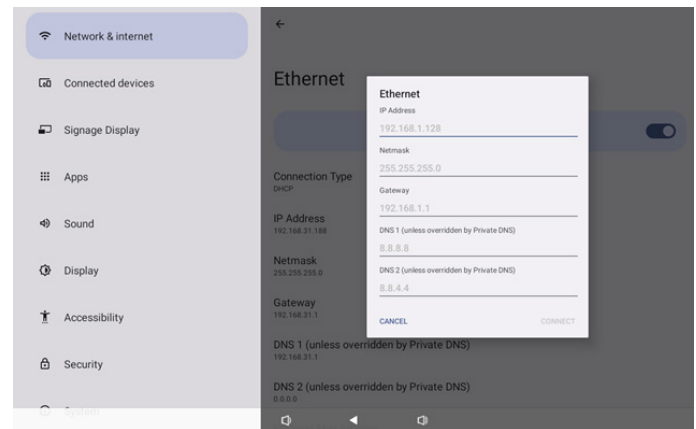 Network & internet
Connected devices
Signage Display
Apps
Sound
Display
Accessibility
Security
System
Ethernet
Connection Type
DHCP
IP Address
192.168.31.188
Netmask
255.255.255.0
Gateway
192.168.31.1
DNS 1 (unless overridden by Private DNS)
192.168.31.1
DNS 2 (unless overridden by Private DNS)
0.0.0.0
Ethernet
IP Address
192.168.1.128
Netmask
255.255.255.0
Gateway
192.168.1.1
DNS 1 (unless overridden by Private DNS)
8.8.8.8
DNS 2 (unless overridden by Private DNS)
8.8.4.4
CANCEL
CONNECT